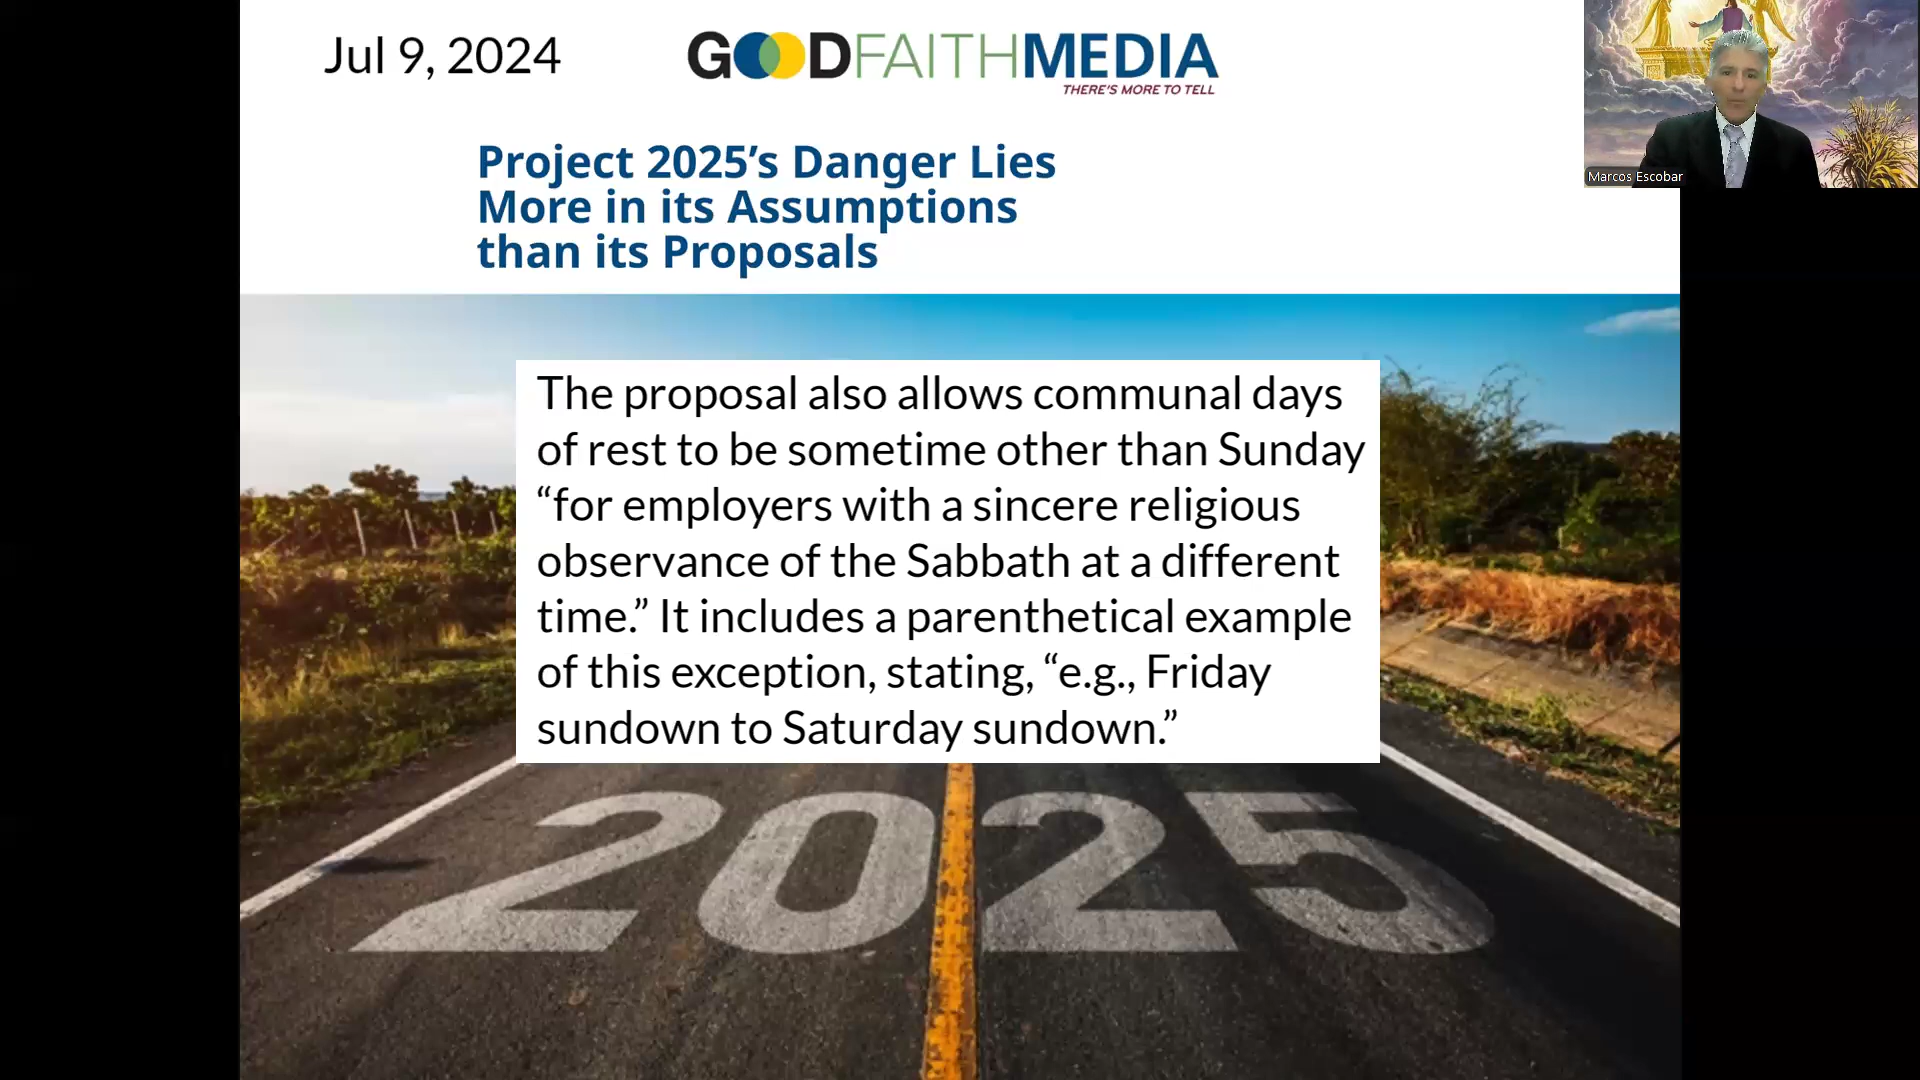 Jul 9, 2024
GOODFAITHMEDIA
THERE'S MORE TO TELL
Marcos Escobar
Project 2025’s Danger Lies
More in its Assumptions
than its Proposals
The proposal also allows communal days
of rest to be sometime other than Sunday
“for employers with a sincere religious
observance of the Sabbath at a different
time.” It includes a parenthetical example
of this exception, stating, “e.g., Friday
sundown to Saturday sundown.”
2025